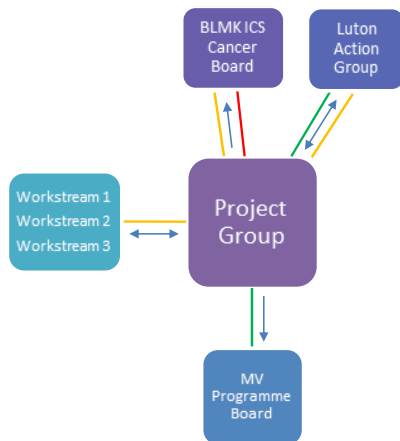 BLMK ICS
Cancer
Board
Luton
Action
Group
Workstream 1
Workstream 2
Workstream 3
Project
Group
MV
Programme
Board